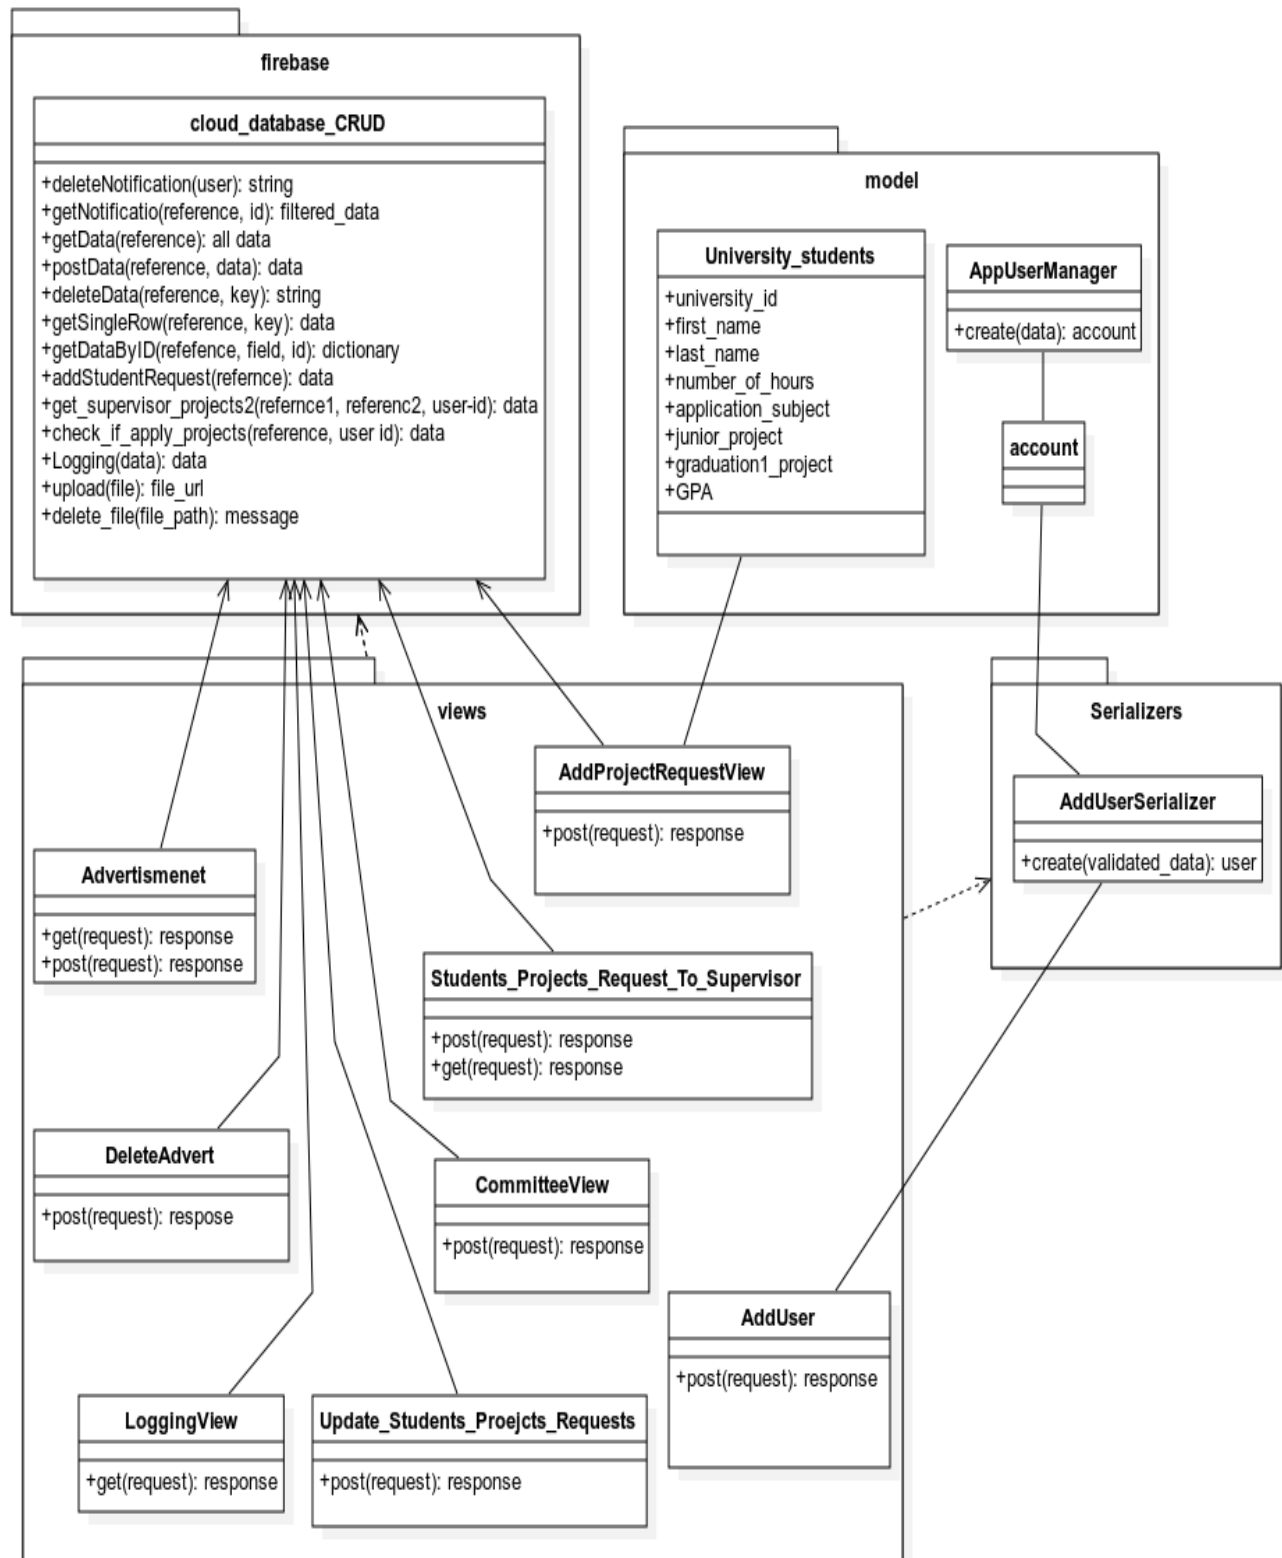 firebase
cloud_database_CRUD
+deleteNotification(user): string
+getNotificatio(reference, id): filtered_data
+getData(reference): all data
+postData(reference, data): data
+deleteData(reference, key): string
+getSingleRow(reference, key): data
+getDataByID(refefence, field, id): dictionary
+addStudentRequest(refernce): data
+get_supervisor_projects2(refernce1, referenc2, user-id): data
+check_if_apply_projects(reference, user id): data
+Logging(data): data
+upload(file): file_url
+delete_file(file_path): message
model
University_students
+university_id
+first_name
+last_name
+number_of_hours
+application_subject
+junior_project
+graduation1_project
+GPA
AppUserManager
+create(data): account
account
views
AddProjectRequestView
+post(request): response
Serializers
AddUserSerializer
+create(validated_data): user
Advertismenet
+get(request): response
+post(request): response
Students_Projects_Request_To_Supervisor
+post(request): response
+get(request): response
DeleteAdvert
+post(request): respose
CommitteeView
+post(request): response
AddUser
+post(request): response
LoggingView
+get(request): response
Update_Students_Proejcts_Requests
+post(request): response